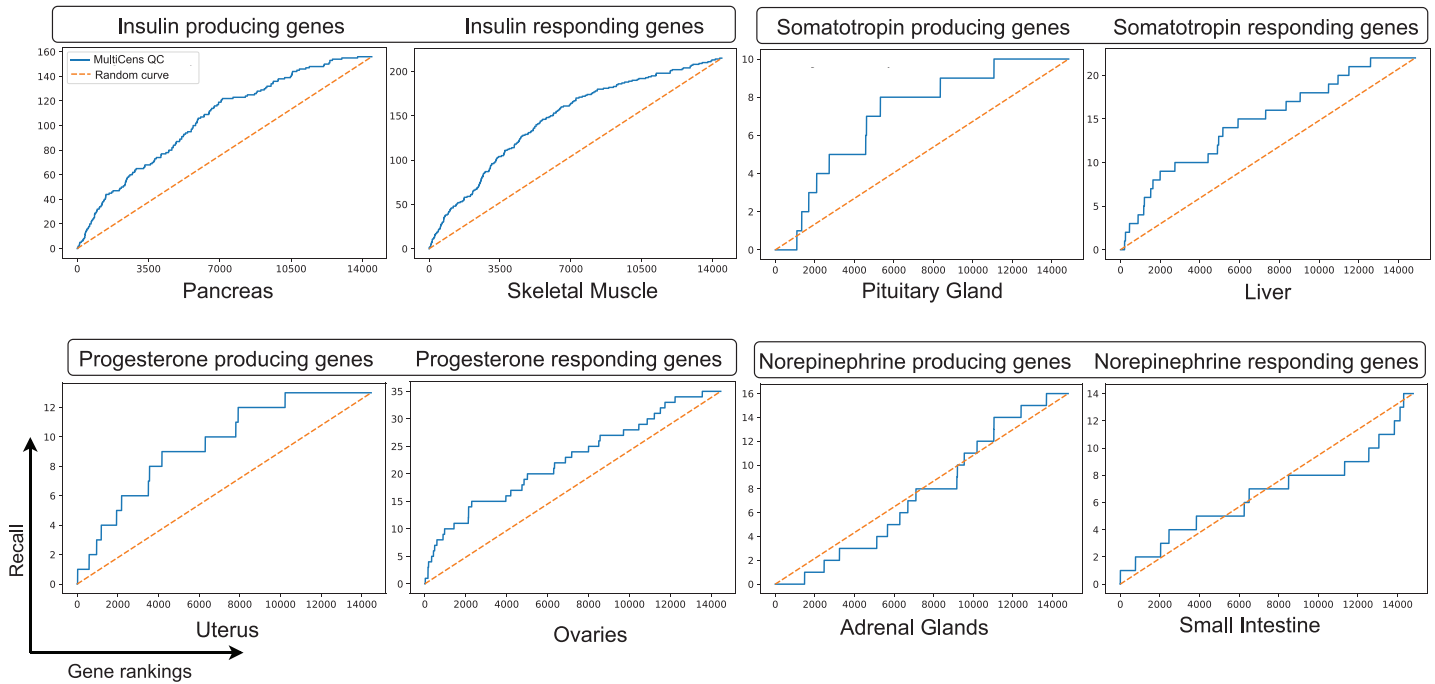 Insulin producing genes Insulin responding genes
Somatotropin producing genes Somatotropin responding genes
MultiCens QC
Random curve
160
140
120
100
80
60
40
20
0
0 3500 7000 10500 14000
Pancreas
200
150
100
50
0
0 3500 7000 10500 14000
Skeletal Muscle
10
8
6
4
2
0
0 2000 4000 6000 8000 10000 12000 14000
Pituitary Gland
20
15
10
5
0
0 2000 4000 6000 8000 10000 12000 14000
Liver
Progesterone producing genes Progesterone responding genes
Norepinephrine producing genes Norepinephrine responding genes
12
10
8
6
4
2
0
0 2000 4000 6000 8000 10000 12000 14000
Uterus
35
30
25
20
15
10
5
0
0 2000 4000 6000 8000 10000 12000 14000
Ovaries
16
14
12
10
8
6
4
2
0
0 2000 4000 6000 8000 10000 12000 14000
Adrenal Glands
14
12
10
8
6
4
2
0
0 2000 4000 6000 8000 10000 12000 14000
Small Intestine
Recall
Gene rankings